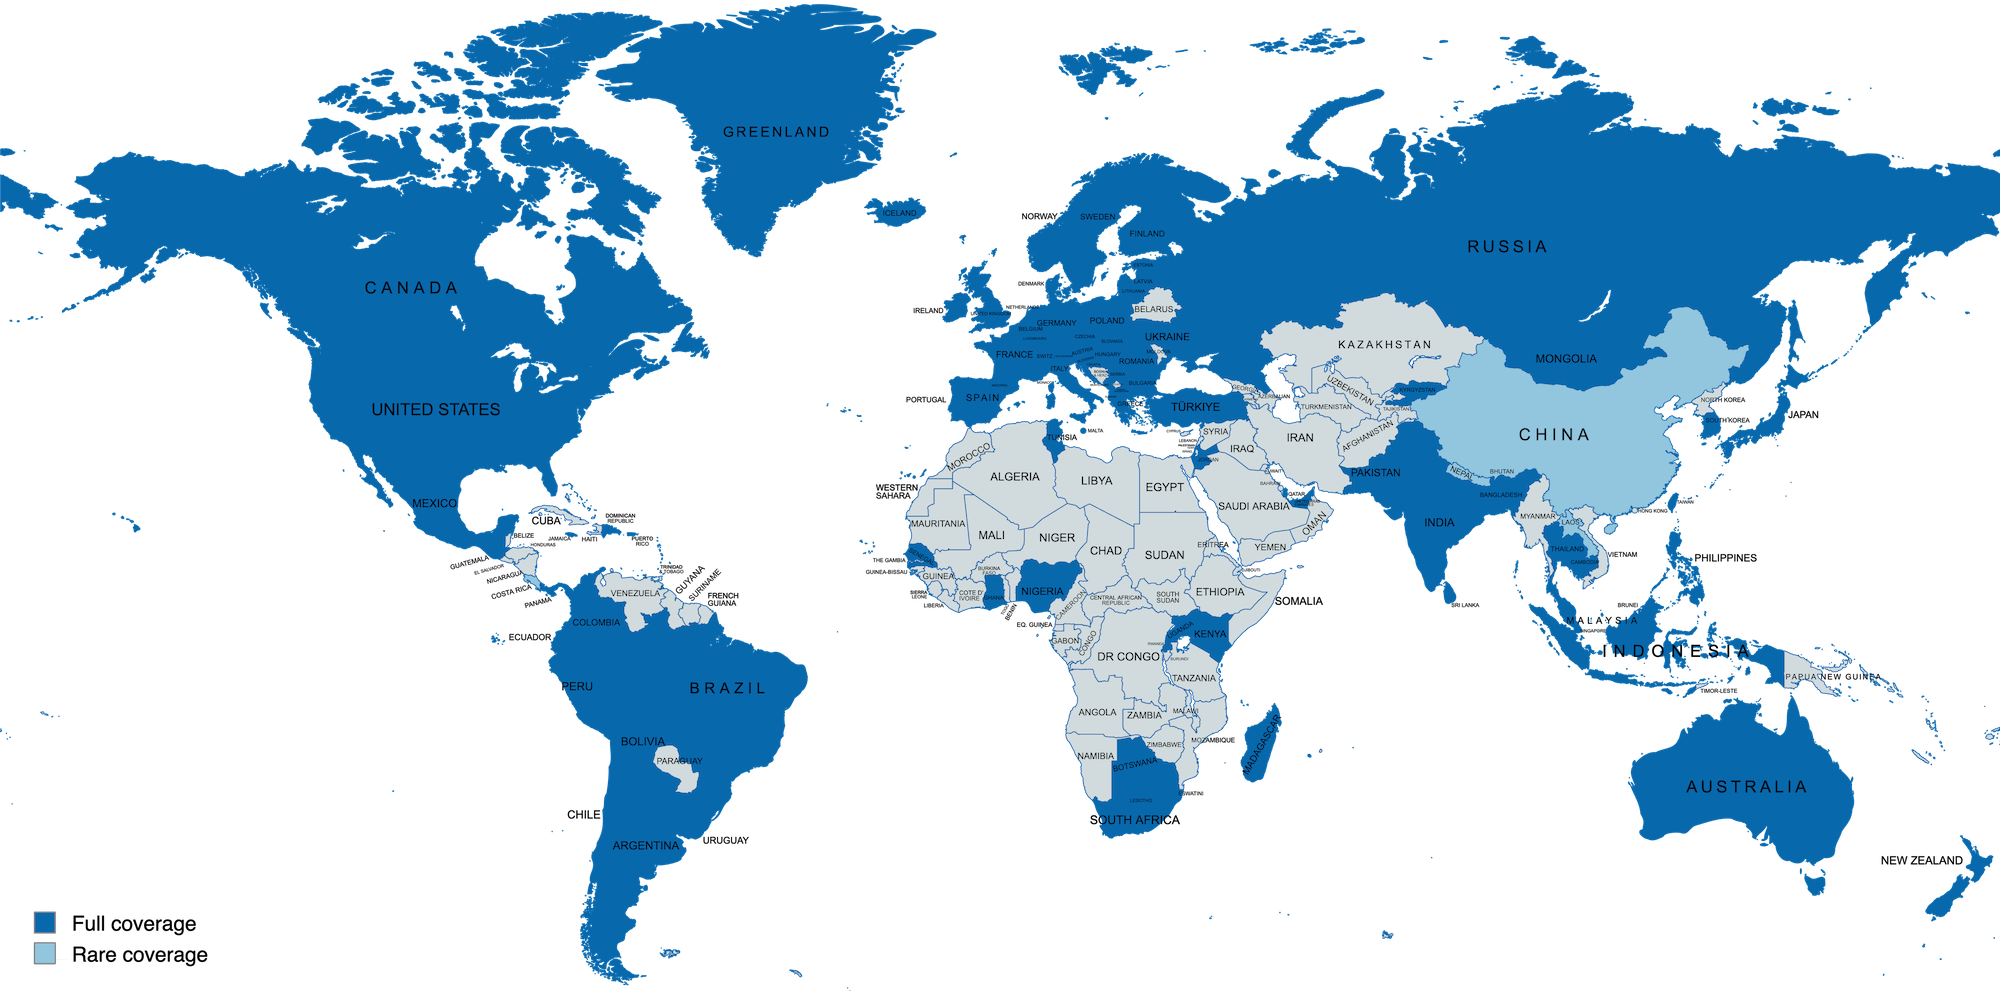 GREENLAND
ICELAND
CANADA
UNITED STATES
MEXICO
CUBA
DOMINICAN
REPUBLIC
BELIZE
JAMAICA
HAITI
PUERTO
RICO
HONDURAS
GUATEMALA
EL SALVADOR
NICARAGUA
COSTA RICA
PANAMA
TRINIDAD
& TOBAGO
VENEZUELA
GUYANA
SURINAME
FRENCH
GUIANA
COLOMBIA
ECUADOR
PERU
BRAZIL
BOLIVIA
PARAGUAY
CHILE
ARGENTINA
URUGUAY
NORWAY
SWEDEN
FINLAND
ESTONIA
LATVIA
LITHUANIA
DENMARK
IRELAND
UNITED KINGDOM
NETHERLANDS
BELGIUM
LUXEMBOURG
GERMANY
POLAND
BELARUS
UKRAINE
CZECHIA
SLOVAKIA
AUSTRIA
HUNGARY
MOLDOVA
ROMANIA
FRANCE
SWITZ.
ITALY
BULGARIA
PORTUGAL
SPAIN
GREECE
MALTA
TÜRKIYE
CYPRUS
GEORGIA
AZERBAIJAN
RUSSIA
KAZAKHSTAN
UZBEKISTAN
TURKMENISTAN
KYRGYZSTAN
TAJIKISTAN
AFGHANISTAN
MONGOLIA
CHINA
NORTH KOREA
SOUTH KOREA
JAPAN
TAIWAN
HONG KONG
SYRIA
LEBANON
JORDAN
IRAQ
IRAN
KUWAIT
BAHRAIN
QATAR
SAUDI ARABIA
OMAN
YEMEN
PAKISTAN
INDIA
NEPAL
BHUTAN
BANGLADESH
SRI LANKA
MYANMAR
LAOS
THAILAND
CAMBODIA
VIETNAM
PHILIPPINES
BRUNEI
MALAYSIA
SINGAPORE
INDONESIA
TIMOR-LESTE
PAPUA NEW GUINEA
AUSTRALIA
NEW ZEALAND
MOROCCO
TUNISIA
ALGERIA
LIBYA
EGYPT
WESTERN
SAHARA
MAURITANIA
MALI
NIGER
CHAD
SUDAN
ERITREA
DJIBOUTI
SENEGAL
THE GAMBIA
GUINEA-BISSAU
GUINEA
SIERRA
LEONE
LIBERIA
COTE D'
IVOIRE
BURKINA
FASO
GHANA
TOGO
BENIN
NIGERIA
CAMEROON
CENTRAL AFRICAN
REPUBLIC
SOUTH
SUDAN
ETHIOPIA
SOMALIA
EQ. GUINEA
GABON
CONGO
DR CONGO
UGANDA
KENYA
RWANDA
BURUNDI
TANZANIA
ANGOLA
ZAMBIA
MALAWI
MOZAMBIQUE
ZIMBABWE
NAMIBIA
BOTSWANA
MADAGASCAR
ESWATINI
LESOTHO
SOUTH AFRICA
Full coverage
Rare coverage